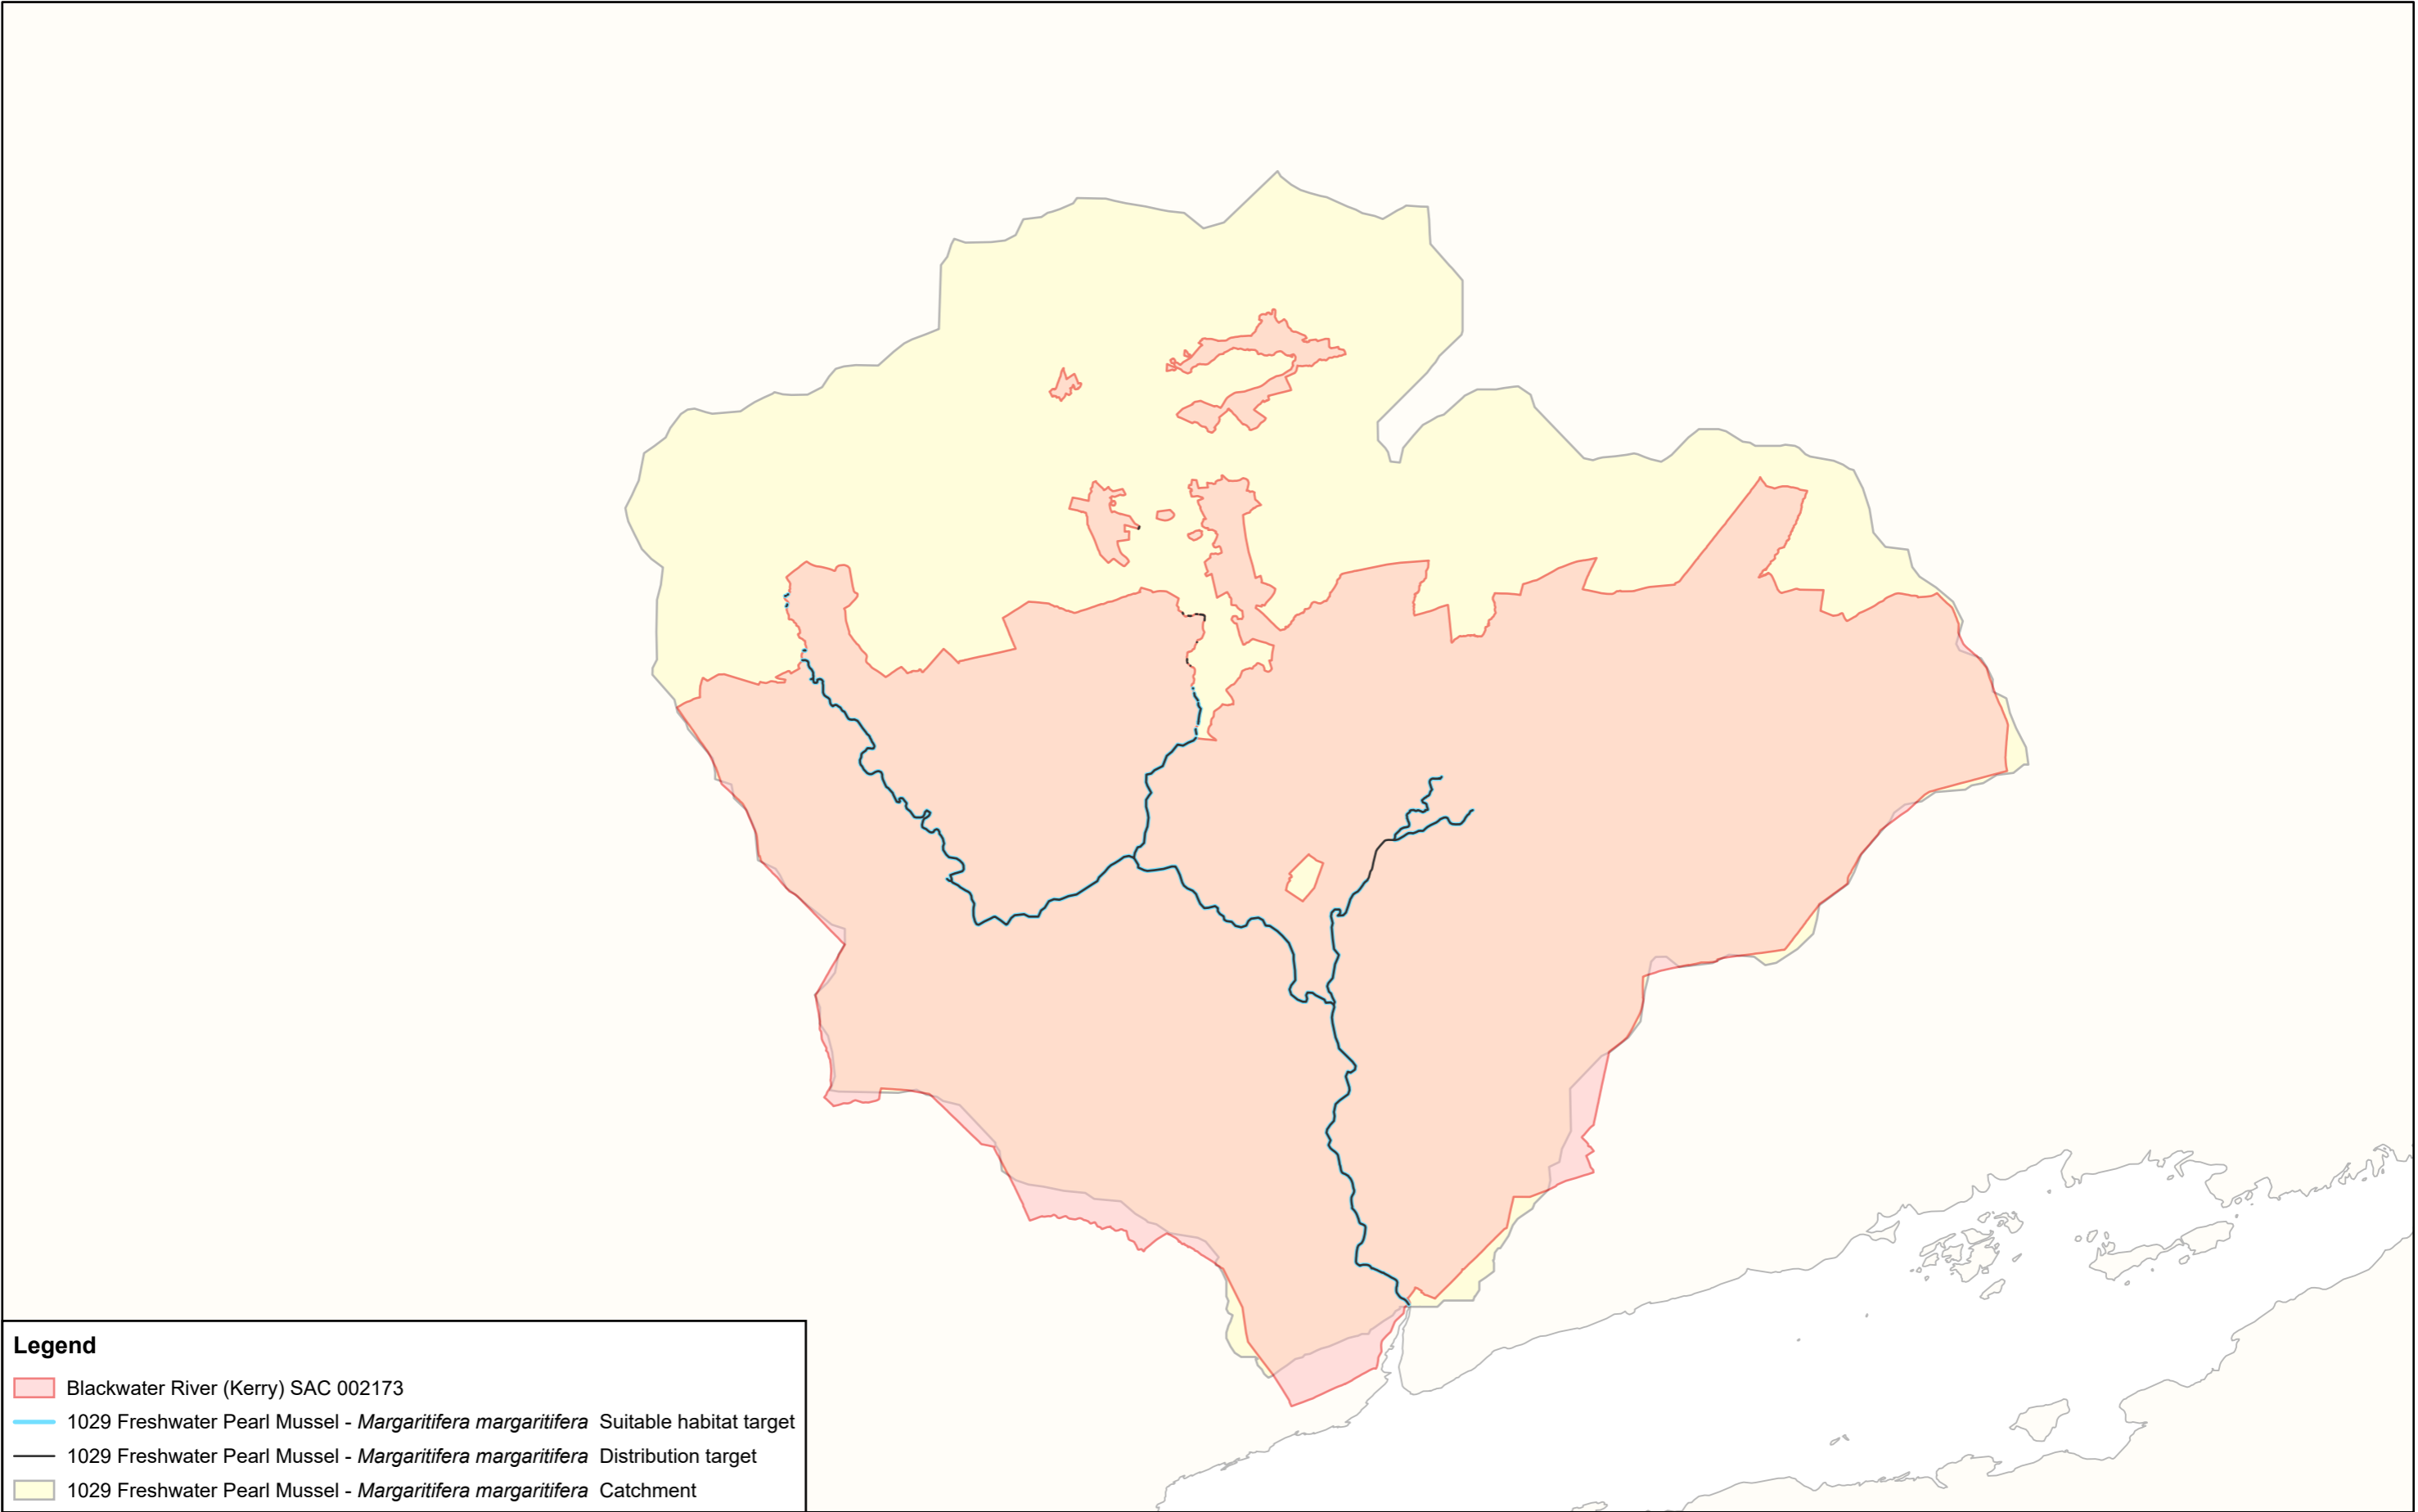 Legend
Blackwater River (Kerry) SAC 002173
1029 Freshwater Pearl Mussel - Margaritifera margaritifera Suitable habitat target
1029 Freshwater Pearl Mussel - Margaritifera margaritifera Distribution target
1029 Freshwater Pearl Mussel - Margaritifera margaritifera Catchment